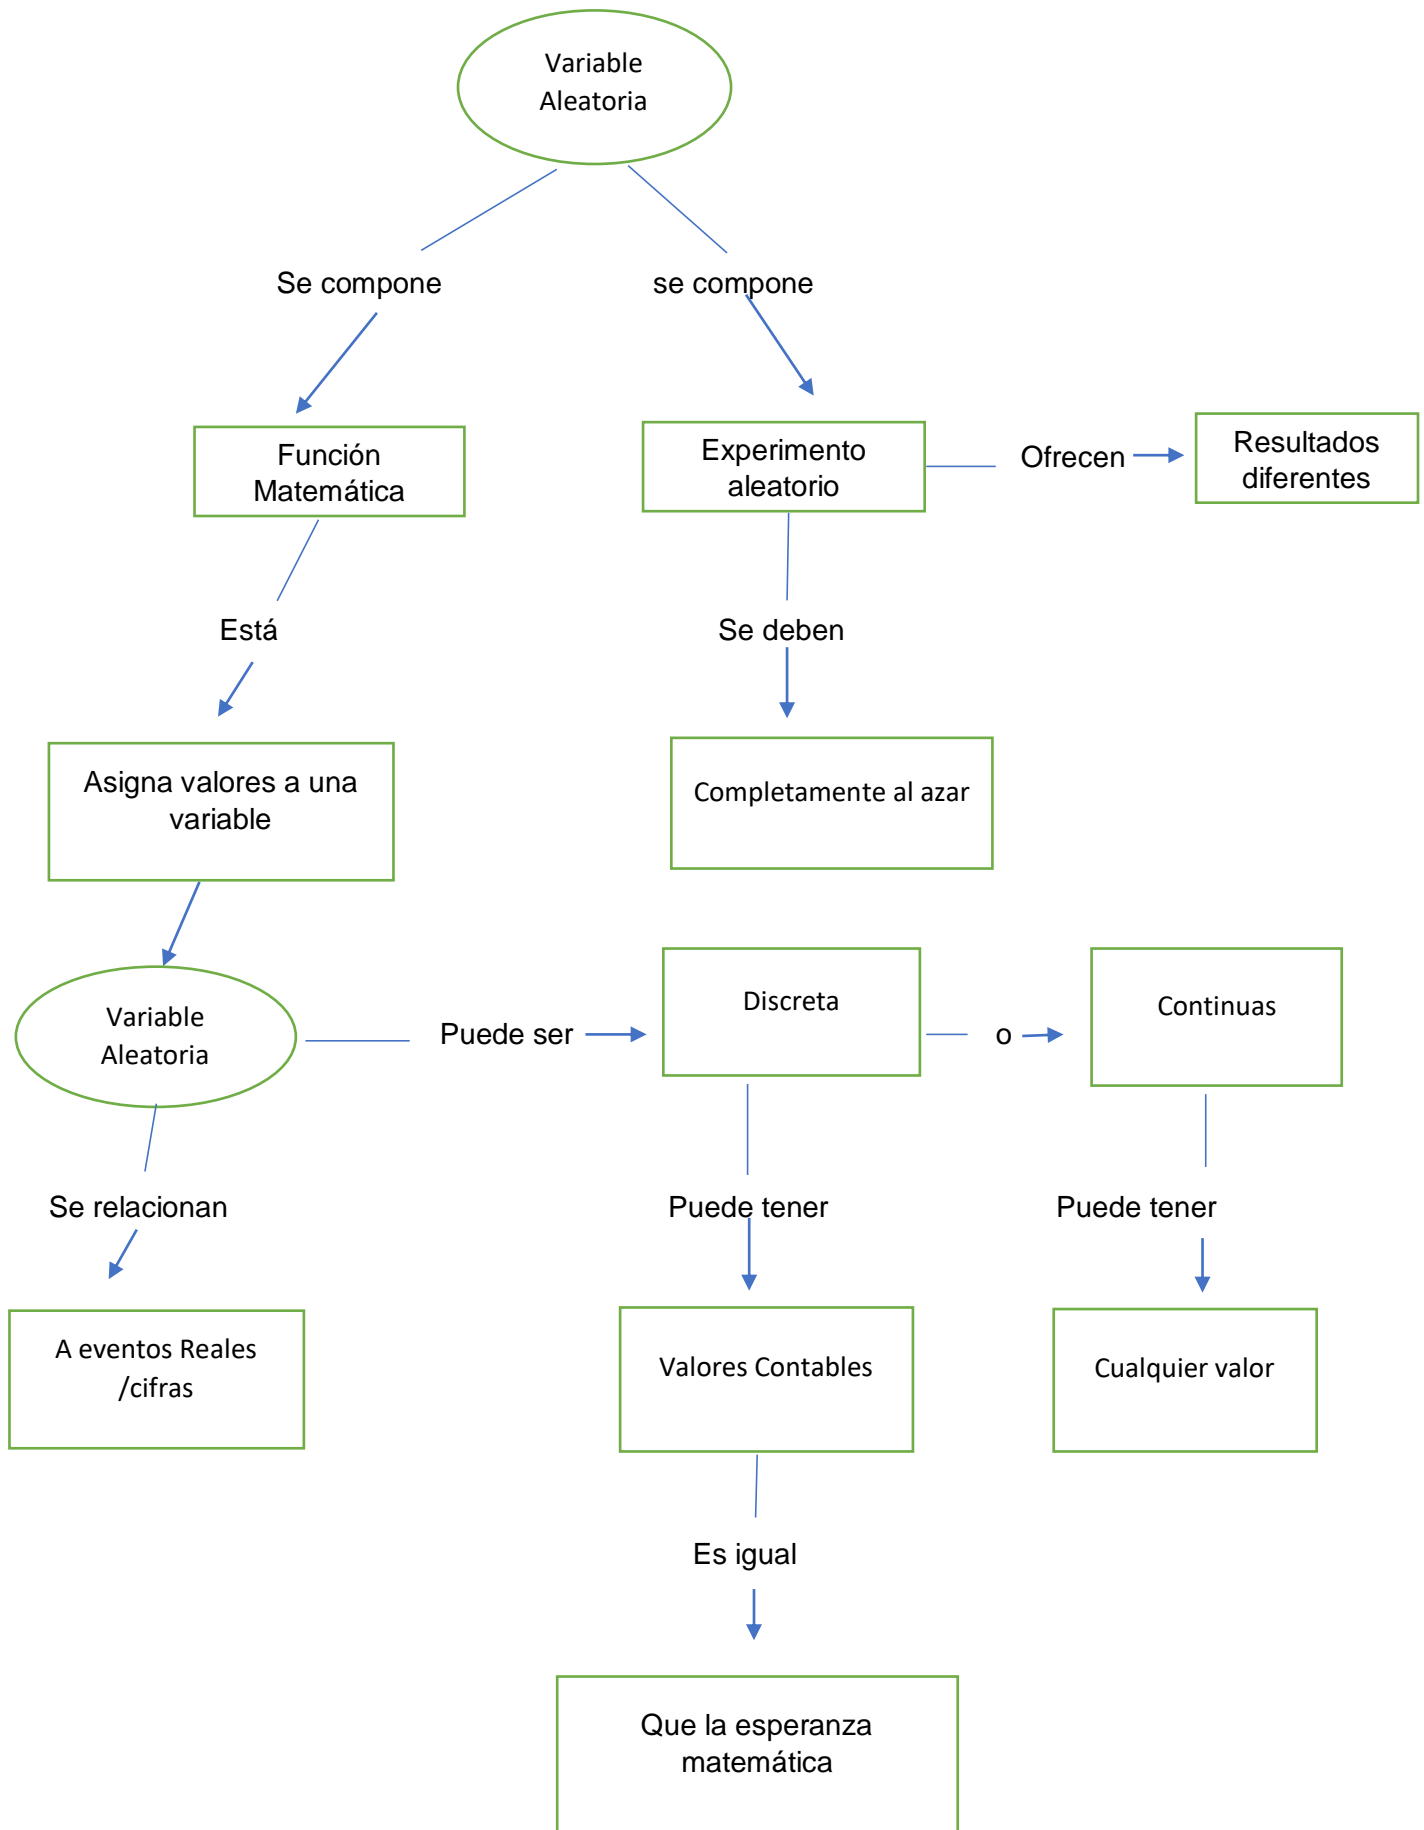 Variable
Aleatoria
Se compone
se compone
Función
Matemática
Experimento
aleatorio
Ofrecen
Resultados
diferentes
Está
Se deben
Asigna valores a una
variable
Completamente al azar
Variable
Aleatoria
Puede ser
Discreta
o
Continuas
Se relacionan
Puede tener
Puede tener
A eventos Reales
/cifras
Valores Contables
Cualquier valor
Es igual
Que la esperanza
matemática